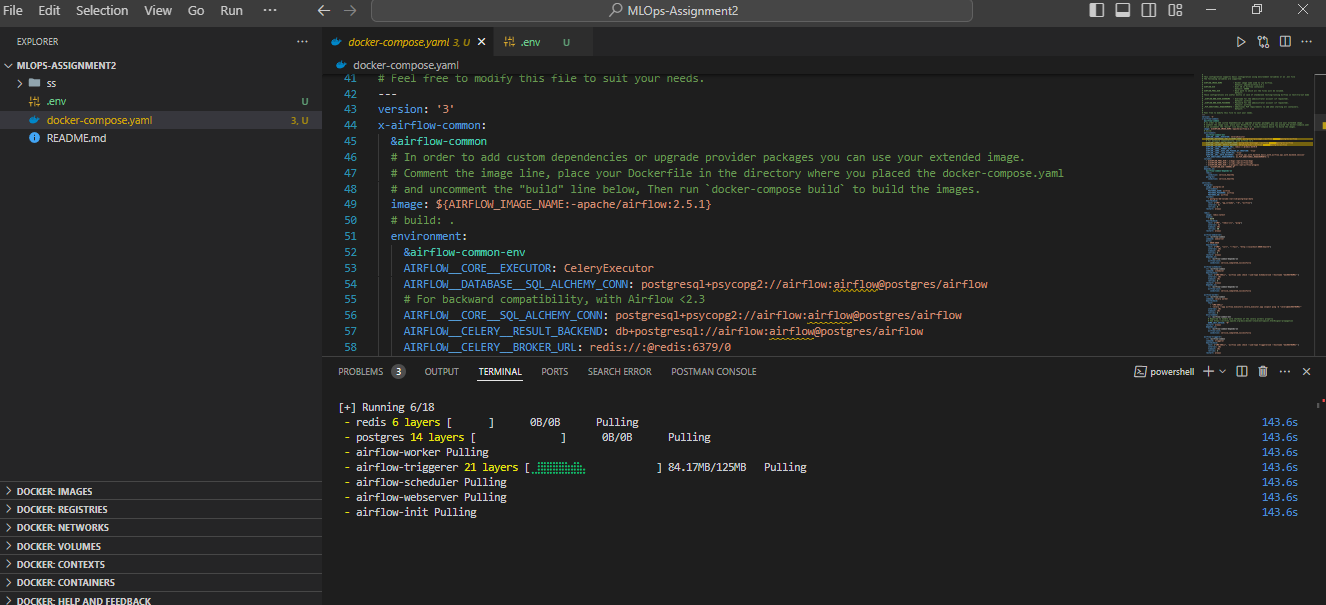 File Edit Selection View Go Run ··· MLOps-Assignment2
EXPLORER ···
MLOPS-ASSIGNMENT2
ss
.env U
docker-compose.yaml 3, U
README.md
DOCKER: IMAGES
DOCKER: REGISTRIES
DOCKER: NETWORKS
DOCKER: VOLUMES
DOCKER: CONTEXTS
DOCKER: CONTAINERS
DOCKER: HELP AND FEEDBACK
docker-compose.yaml 3, U .env U
docker-compose.yaml
41 # Feel free to modify this file to suit your needs.
42 ---
43 version: '3'
44 x-airflow-common:
45 &airflow-common
46 # In order to add custom dependencies or upgrade provider packages you can use your extended image.
47 # Comment the image line, place your Dockerfile in the directory where you placed the docker-compose.yaml
48 # and uncomment the "build" line below, Then run `docker-compose build` to build the images.
49 image: ${AIRFLOW_IMAGE_NAME:-apache/airflow:2.5.1}
50 # build: .
51 environment:
52 &airflow-common-env
53 AIRFLOW__CORE__EXECUTOR: CeleryExecutor
54 AIRFLOW__DATABASE__SQL_ALCHEMY_CONN: postgresql+psycopg2://airflow:airflow@postgres/airflow
55 # For backward compatibility, with Airflow <2.3
56 AIRFLOW__CORE__SQL_ALCHEMY_CONN: postgresql+psycopg2://airflow:airflow@postgres/airflow
57 AIRFLOW__CELERY__RESULT_BACKEND: db+postgresql://airflow:airflow@postgres/airflow
58 AIRFLOW__CELERY__BROKER_URL: redis://:@redis:6379/0
PROBLEMS 3 OUTPUT TERMINAL PORTS SEARCH ERROR POSTMAN CONSOLE powershell
[+] Running 6/18
- redis 6 layers [ ] 0B/0B Pulling 143.6s
- postgres 14 layers [ ] 0B/0B Pulling 143.6s
- airflow-worker Pulling 143.6s
- airflow-triggerer 21 layers [ ] 84.17MB/125MB Pulling 143.6s
- airflow-scheduler Pulling 143.6s
- airflow-webserver Pulling 143.6s
- airflow-init Pulling 143.6s